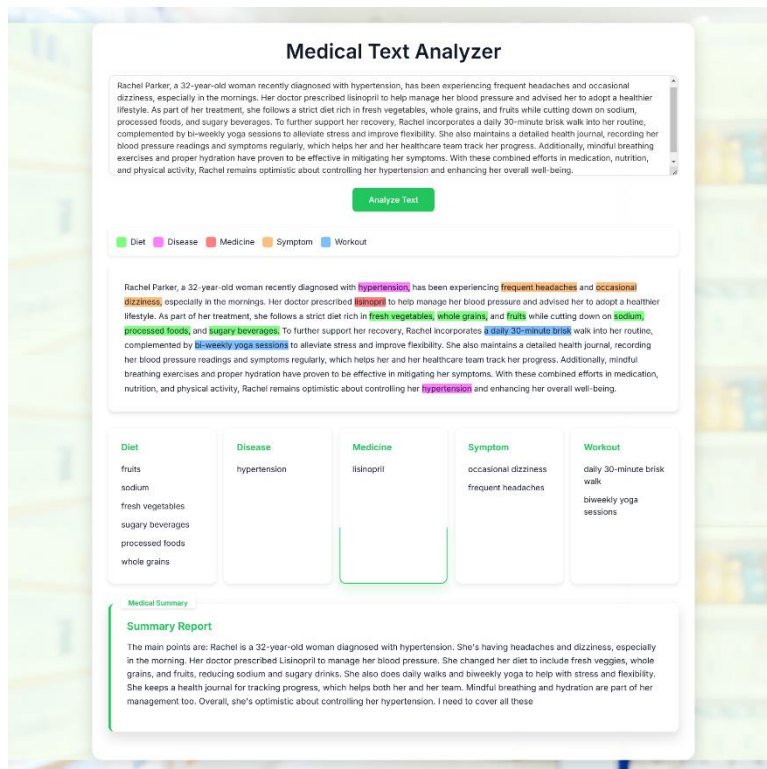 Medical Text Analyzer
Rachel Parker, a 32-year-old woman recently diagnosed with hypertension, has been experiencing frequent headaches and occasional
dizziness, especially in the mornings. Her doctor prescribed lisinopril to help manage her blood pressure and advised her to adopt a healthier
lifestyle. As part of her treatment, she follows a strict diet rich in fresh vegetables, whole grains, and fruits while cutting down on sodium,
processed foods, and sugary beverages. To further support her recovery, Rachel incorporates a daily 30-minute brisk walk into her routine,
complemented by bi-weekly yoga sessions to alleviate stress and improve flexibility. She also maintains a detailed health journal, recording her
blood pressure readings and symptoms regularly, which helps her and her healthcare team track her progress. Additionally, mindful breathing
exercises and proper hydration have proven to be effective in mitigating her symptoms. With these combined efforts in medication, nutrition,
and physical activity, Rachel remains optimistic about controlling her hypertension and enhancing her overall well-being.
Analyze Text
Diet Disease Medicine Symptom Workout
Rachel Parker, a 32-year-old woman recently diagnosed with hypertension, has been experiencing frequent headaches and occasional
dizziness, especially in the mornings. Her doctor prescribed lisinopril to help manage her blood pressure and advised her to adopt a healthier
lifestyle. As part of her treatment, she follows a strict diet rich in fresh vegetables, whole grains, and fruits while cutting down on sodium,
processed foods, and sugary beverages. To further support her recovery, Rachel incorporates a daily 30-minute brisk walk into her routine,
complemented by bi-weekly yoga sessions to alleviate stress and improve flexibility. She also maintains a detailed health journal, recording
her blood pressure readings and symptoms regularly, which helps her and her healthcare team track her progress. Additionally, mindful
breathing exercises and proper hydration have proven to be effective in mitigating her symptoms. With these combined efforts in medication,
nutrition, and physical activity, Rachel remains optimistic about controlling her hypertension and enhancing her overall well-being.
Diet
fruits
sodium
fresh vegetables
sugary beverages
processed foods
whole grains
Disease
hypertension
Medicine
lisinopril
Symptom
occasional dizziness
frequent headaches
Workout
daily 30-minute brisk
walk
biweekly yoga
sessions
Medical Summary
Summary Report
The main points are: Rachel is a 32-year-old woman diagnosed with hypertension. She's having headaches and dizziness, especially
in the morning. Her doctor prescribed Lisinopril to manage her blood pressure. She changed her diet to include fresh veggies, whole
grains, and fruits, reducing sodium and sugary drinks. She also does daily walks and biweekly yoga to help with stress and flexibility.
She keeps a health journal for tracking progress, which helps both her and her team. Mindful breathing and hydration are part of her
management too. Overall, she's optimistic about controlling her hypertension. I need to cover all these